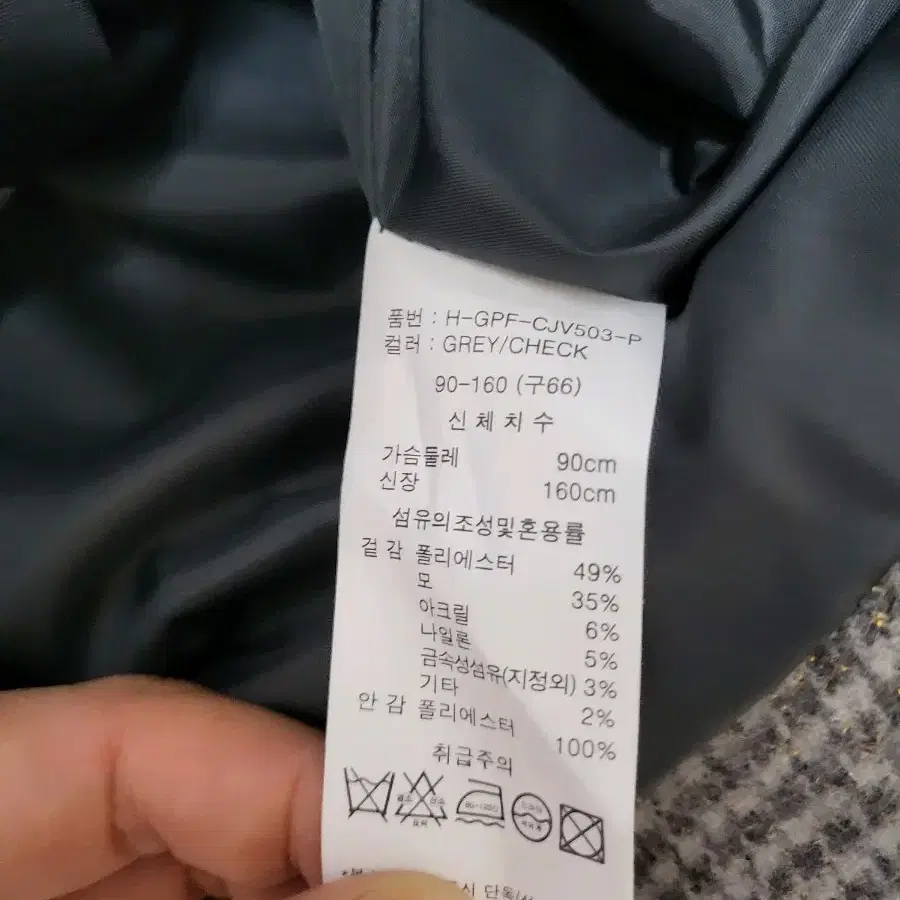 품번 : H-GPF-CJV503-P
컬러 : GREY/CHECK
90-160 (구66)
신 체 치 수
가슴둘레 90cm
신장 160cm
섬유의조성및혼용률
겉 감 폴리에스터 49%
모 35%
아크릴 6%
나일론 5%
금속성섬유(지정외) 3%
기타 2%
안 감 폴리에스터 100%
취급주의
단독